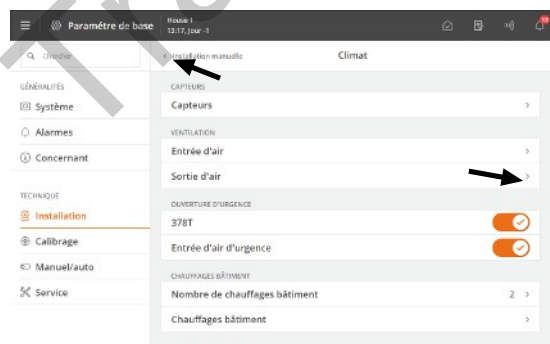 Paramétre de base
House 1
13:17, Jour -1
Installation manuelle
Climat
GÉNÉRALITÉS
Système
Alarmes
Concernant
TECHNIQUE
Installation
Calibrage
Manuel/auto
Service
CAPTEURS
Capteurs
VENTILATION
Entrée d'air
Sortie d'air
OUVERTURE D'URGENCE
378T
Entrée d'air d'urgence
CHAUFFAGES BÂTIMENT
Nombre de chauffages bâtiment
2
Chauffages bâtiment